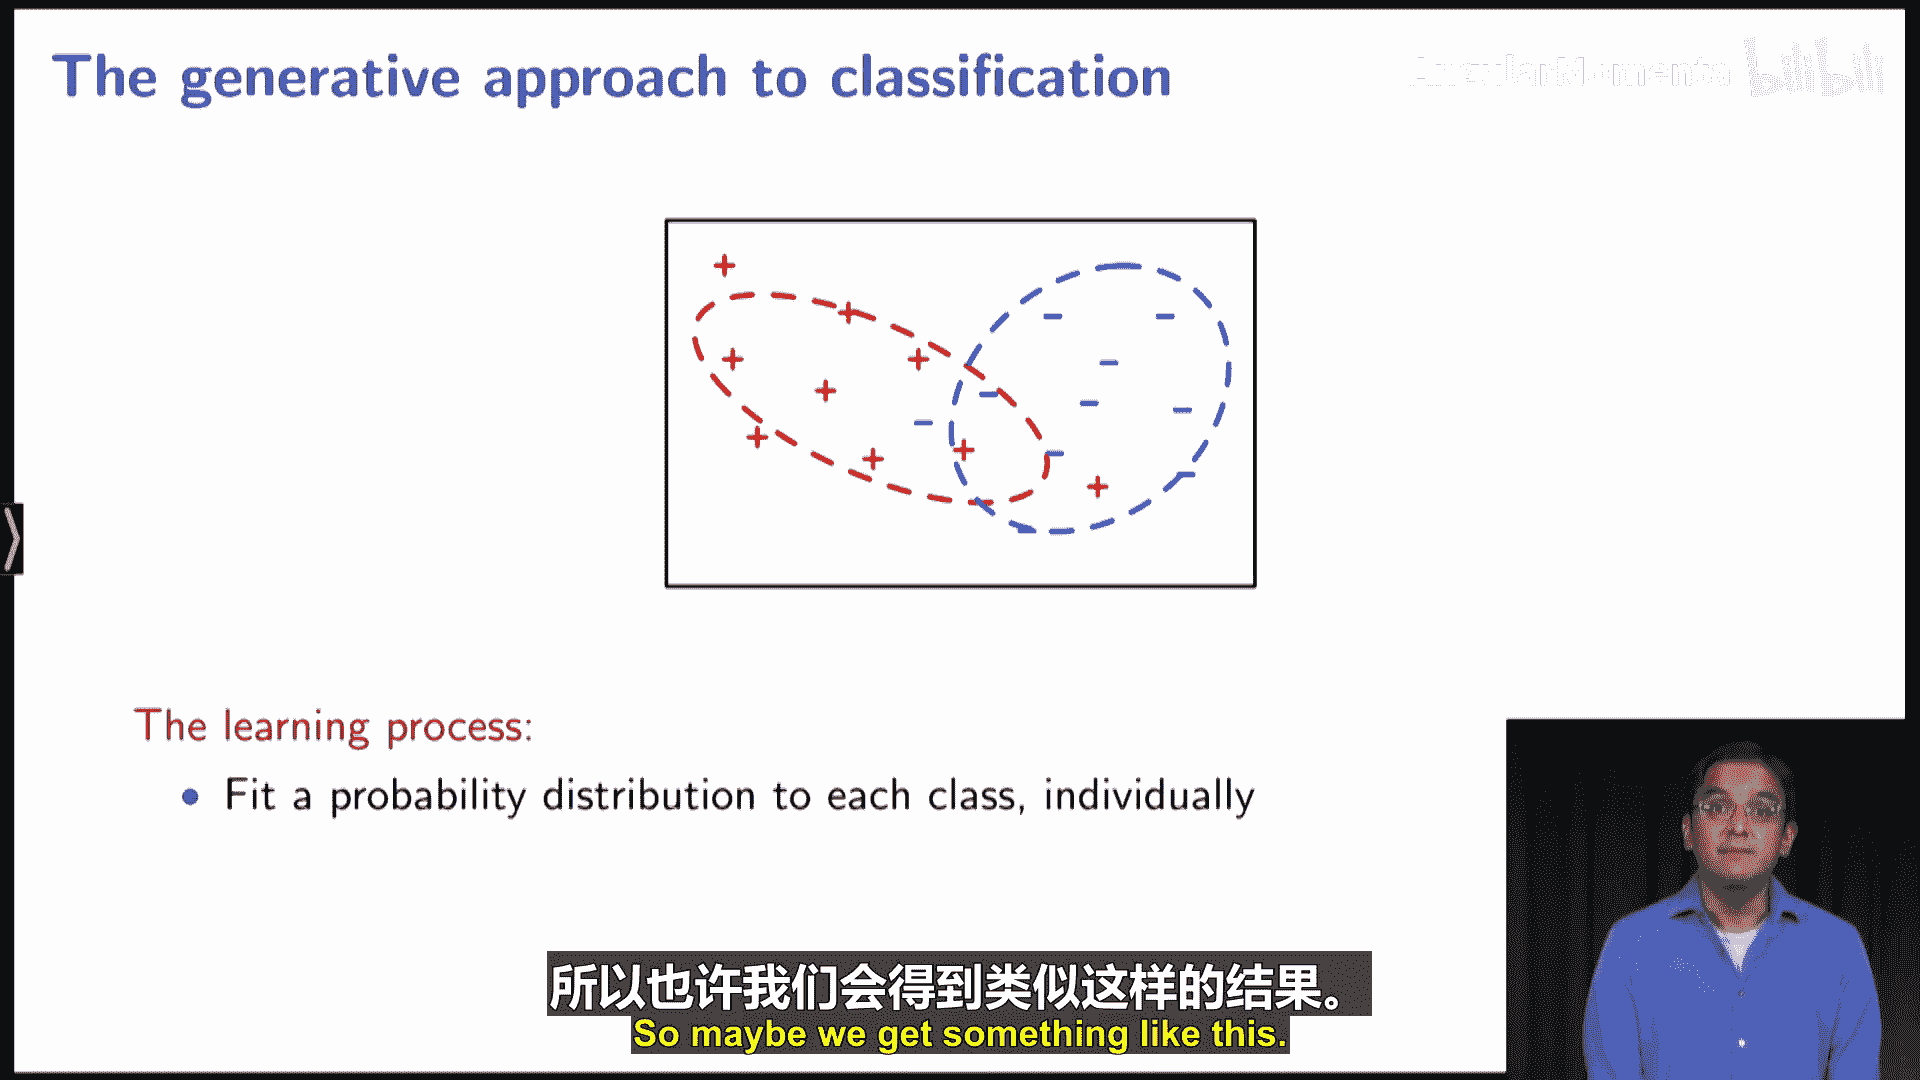 The generative approach to classification
bilibili
The learning process:
• Fit a probability distribution to each class, individually
所以也许我们会得到类似这样的结果。
So maybe we get something like this.